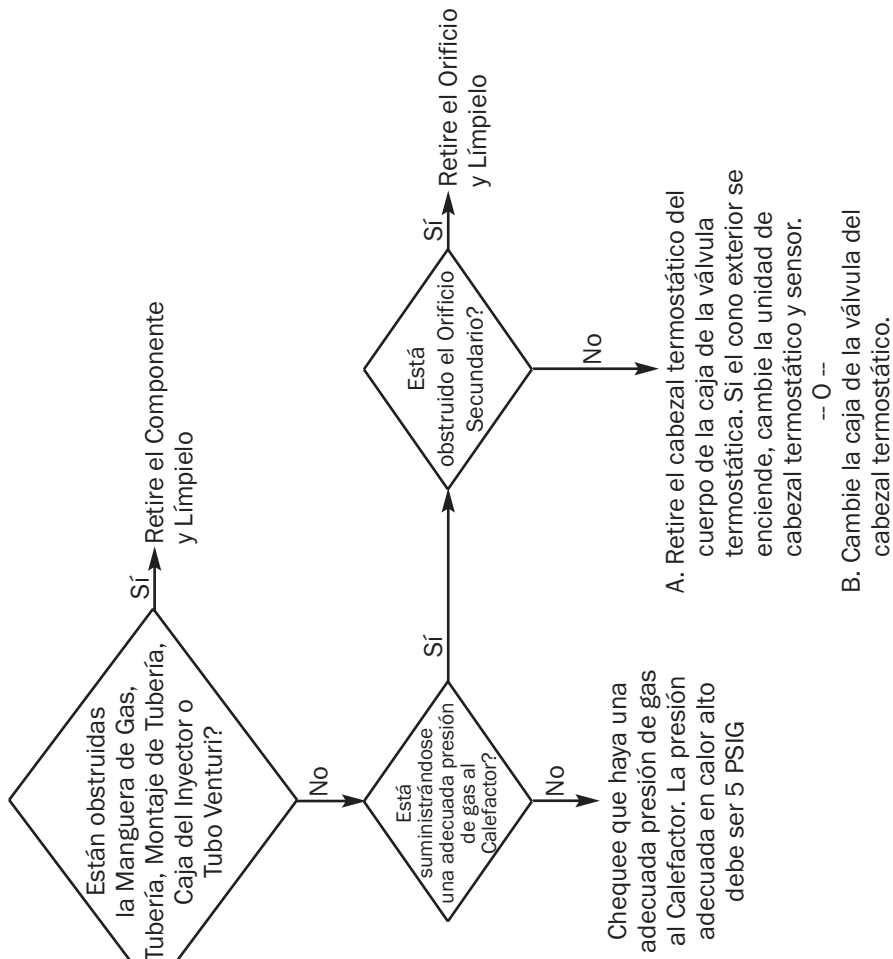 Están obstruidas
la Manguera de Gas,
Tubería, Montaje de Tubería,
Caja del Inyector o
Tubo Venturi?
Sí
Retire el Componente
y Límpielo
No
Está
suministrándose
una adecuada presión
de gas al
Calefactor?
Sí
No
Chequee que haya una
adecuada presión de gas
al Calefactor. La presión
adecuada en calor alto
debe ser 5 PSIG
Está
obstruido el Orificio
Secundario?
Sí
Retire el Orificio
y Límpielo
No
A. Retire el cabezal termostático del
cuerpo de la caja de la válvula
termostática. Si el cono exterior se
enciende, cambie la unidad de
cabezal termostático y sensor.
-- O --
B. Cambie la caja de la válvula del
cabezal termostático.